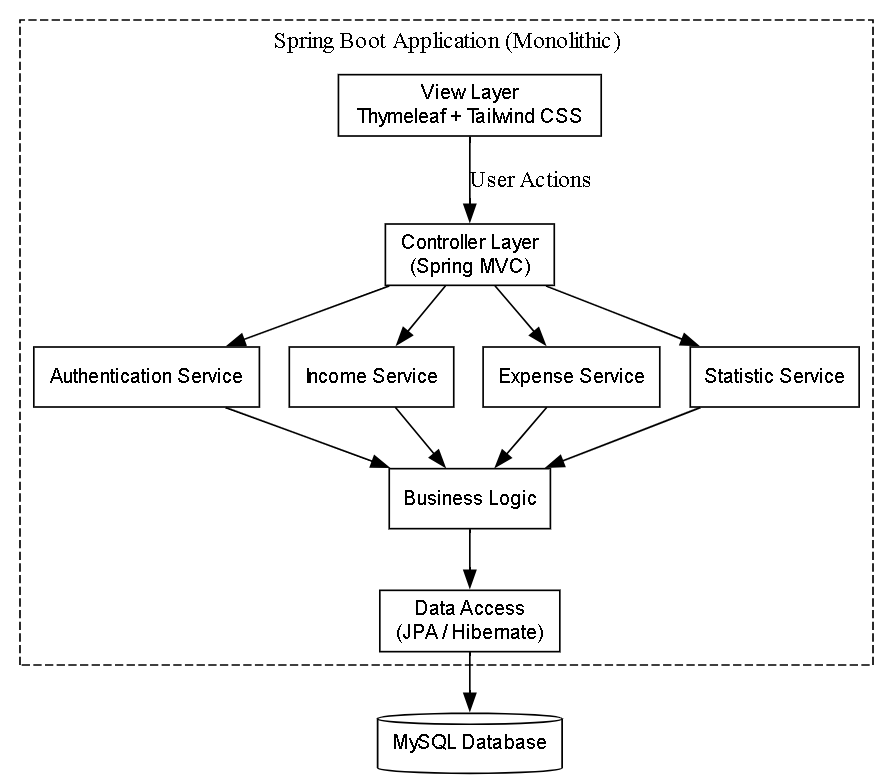 Spring Boot Application (Monolithic)
View Layer
Thymeleaf + Tailwind CSS
User Actions
Controller Layer
(Spring MVC)
Authentication Service
Income Service
Expense Service
Statistic Service
Business Logic
Data Access
(JPA / Hibernate)
MySQL Database